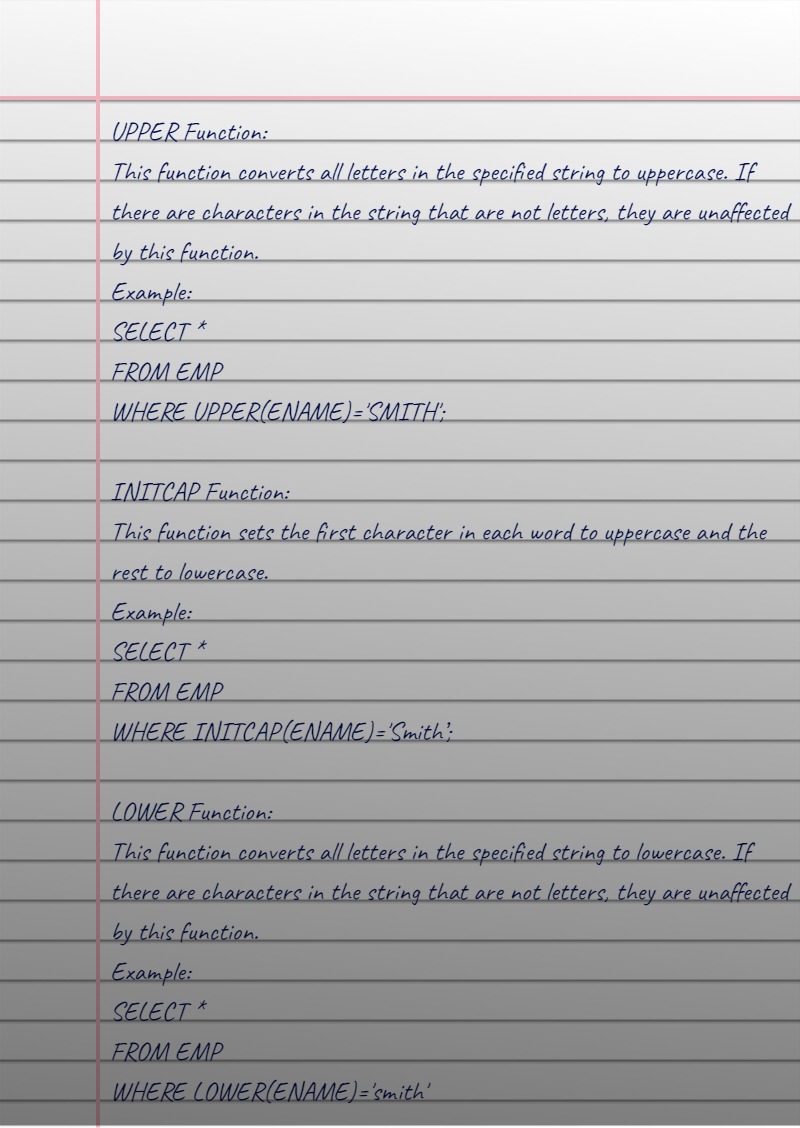 UPPER Function:
This function converts all letters in the specified string to uppercase. If
there are characters in the string that are not letters, they are unaffected
by this function.
Example:
SELECT *
FROM EMP
WHERE UPPER(ENAME)='SMITH';
INITCAP Function:
This function sets the first character in each word to uppercase and the
rest to lowercase.
Example:
SELECT *
FROM EMP
WHERE INITCAP(ENAME)='Smith’;
LOWER Function:
This function converts all letters in the specified string to lowercase. If
there are characters in the string that are not letters, they are unaffected
by this function.
Example:
SELECT *
FROM EMP
WHERE LOWER(ENAME)='smith'